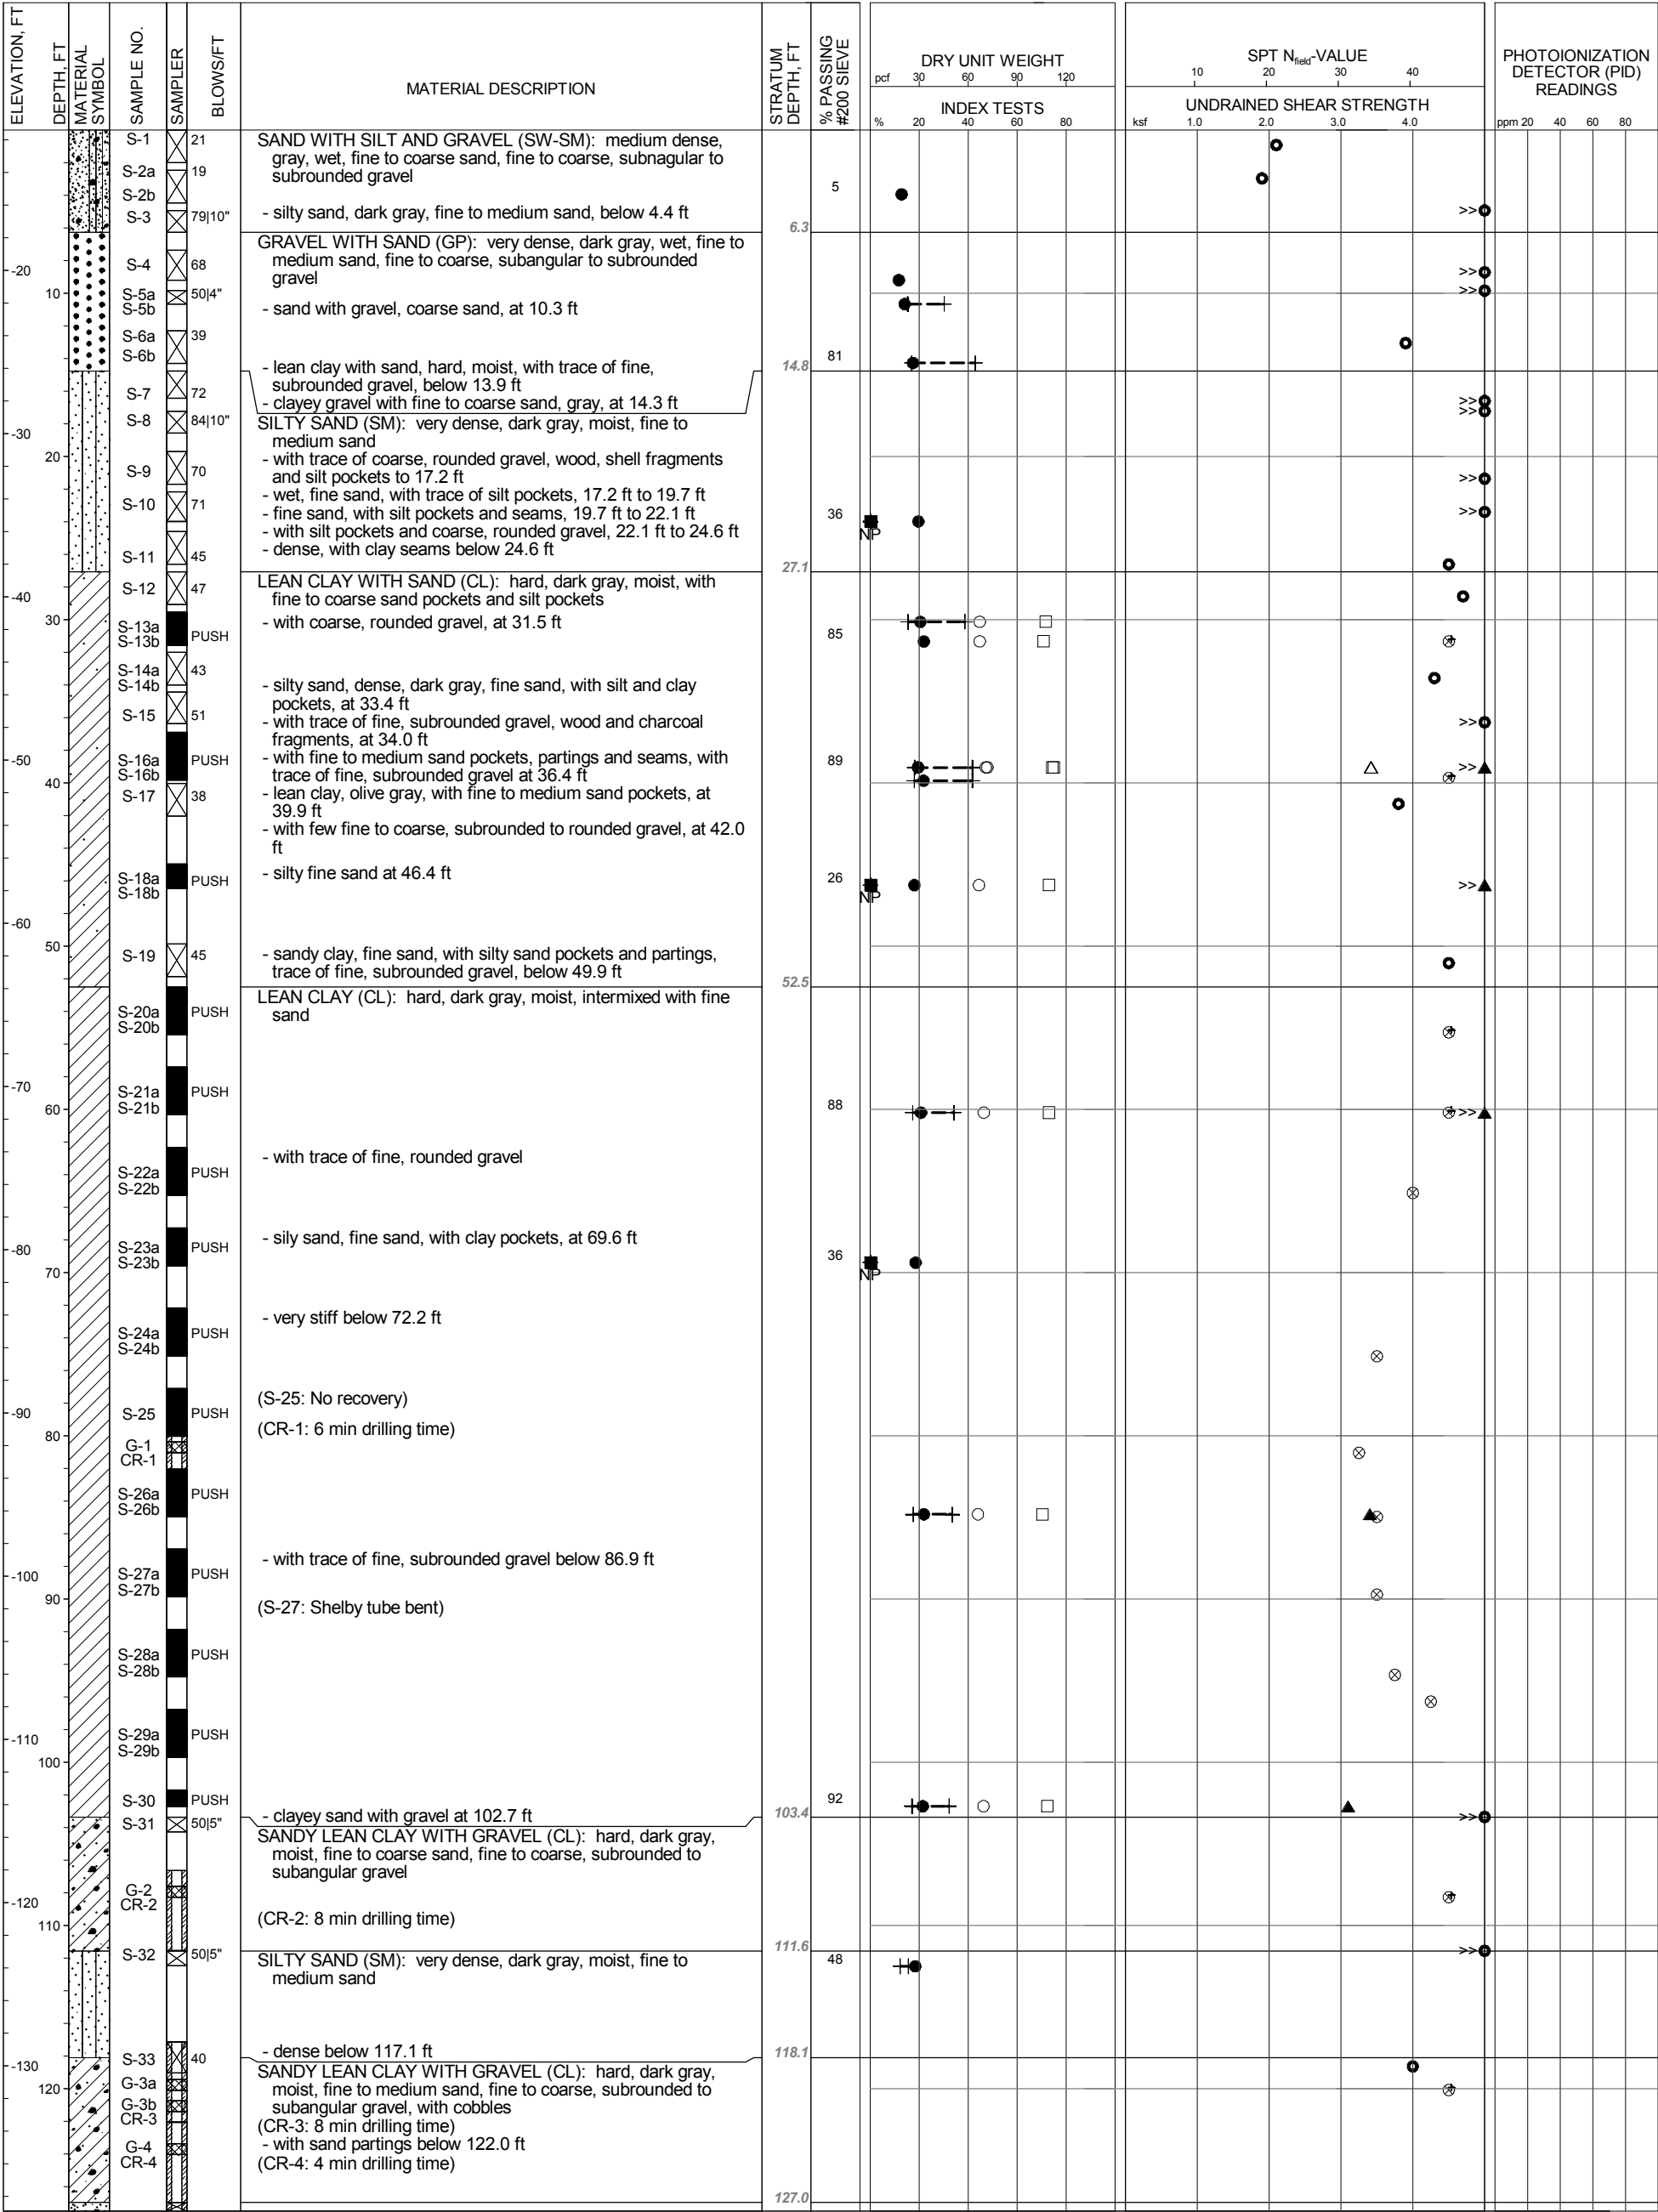 ELEVATION, FT
DEPTH, FT
MATERIAL SYMBOL
SAMPLE NO.
SAMPLER
BLOWS/FT
MATERIAL DESCRIPTION
STRATUM DEPTH, FT
% PASSING #200 SIEVE
DRY UNIT WEIGHT
pcf 30 60 90 120
INDEX TESTS
% 20 40 60 80
SPT Nfield-VALUE
10 20 30 40
UNDRAINED SHEAR STRENGTH
ksf 1.0 2.0 3.0 4.0
PHOTOIONIZATION
DETECTOR (PID)
READINGS
ppm 20 40 60 80
S-1 21
SAND WITH SILT AND GRAVEL (SW-SM): medium dense,
gray, wet, fine to coarse sand, fine to coarse, subnagular to
subrounded gravel
S-2a 19
S-2b
5
S-3 79|10"
- silty sand, dark gray, fine to medium sand, below 4.4 ft
>>
6.3
GRAVEL WITH SAND (GP): very dense, dark gray, wet, fine to
medium sand, fine to coarse, subangular to subrounded
gravel
S-4 68
-20
>>
10
S-5a 50|4"
S-5b
>>
- sand with gravel, coarse sand, at 10.3 ft
S-6a 39
S-6b
81
14.8
- lean clay with sand, hard, moist, with trace of fine,
subrounded gravel, below 13.9 ft
- clayey gravel with fine to coarse sand, gray, at 14.3 ft
S-7 72
>>
S-8 84|10"
>>
-30
SILTY SAND (SM): very dense, dark gray, moist, fine to
medium sand
20
- with trace of coarse, rounded gravel, wood, shell fragments
and silt pockets to 17.2 ft
S-9 70
>>
- wet, fine sand, with trace of silt pockets, 17.2 ft to 19.7 ft
S-10 71
- fine sand, with silt pockets and seams, 19.7 ft to 22.1 ft
>>
36
NP
- with silt pockets and coarse, rounded gravel, 22.1 ft to 24.6 ft
- dense, with clay seams below 24.6 ft
S-11 45
27.1
LEAN CLAY WITH SAND (CL): hard, dark gray, moist, with
fine to coarse sand pockets and silt pockets
S-12 47
-40
30
- with coarse, rounded gravel, at 31.5 ft
S-13a
S-13b PUSH
85
S-14a 43
S-14b
- silty sand, dense, dark gray, fine sand, with silt and clay
pockets, at 33.4 ft
S-15 51
>>
- with trace of fine, subrounded gravel, wood and charcoal
fragments, at 34.0 ft
- with fine to medium sand pockets, partings and seams, with
trace of fine, subrounded gravel at 36.4 ft
-50
S-16a PUSH
S-16b
89
>>
40
- lean clay, olive gray, with fine to medium sand pockets, at
39.9 ft
S-17 38
- with few fine to coarse, subrounded to rounded gravel, at 42.0
ft
- silty fine sand at 46.4 ft
S-18a PUSH
S-18b
26
NP
>>
-60
50
S-19 45
- sandy clay, fine sand, with silty sand pockets and partings,
trace of fine, subrounded gravel, below 49.9 ft
52.5
LEAN CLAY (CL): hard, dark gray, moist, intermixed with fine
sand
S-20a PUSH
S-20b
-70
S-21a PUSH
S-21b
60
88
>>
- with trace of fine, rounded gravel
S-22a PUSH
S-22b
- sily sand, fine sand, with clay pockets, at 69.6 ft
-80
S-23a PUSH
S-23b
36
NP
70
- very stiff below 72.2 ft
S-24a PUSH
S-24b
(S-25: No recovery)
-90
S-25 PUSH
(CR-1: 6 min drilling time)
80
G-1
CR-1
S-26a PUSH
S-26b
- with trace of fine, subrounded gravel below 86.9 ft
-100
S-27a PUSH
S-27b
90
(S-27: Shelby tube bent)
S-28a PUSH
S-28b
-110
S-29a PUSH
S-29b
100
S-30 PUSH
92
- clayey sand with gravel at 102.7 ft
103.4
S-31 50|5"
>>
SANDY LEAN CLAY WITH GRAVEL (CL): hard, dark gray,
moist, fine to coarse sand, fine to coarse, subrounded to
subangular gravel
G-2
-120
CR-2
(CR-2: 8 min drilling time)
110
111.6
S-32 50|5"
>>
48
SILTY SAND (SM): very dense, dark gray, moist, fine to
medium sand
- dense below 117.1 ft
118.1
S-33 40
-130
SANDY LEAN CLAY WITH GRAVEL (CL): hard, dark gray,
moist, fine to medium sand, fine to coarse, subrounded to
subangular gravel, with cobbles
120
G-3a
G-3b
CR-3
(CR-3: 8 min drilling time)
- with sand partings below 122.0 ft
G-4
CR-4
(CR-4: 4 min drilling time)
127.0